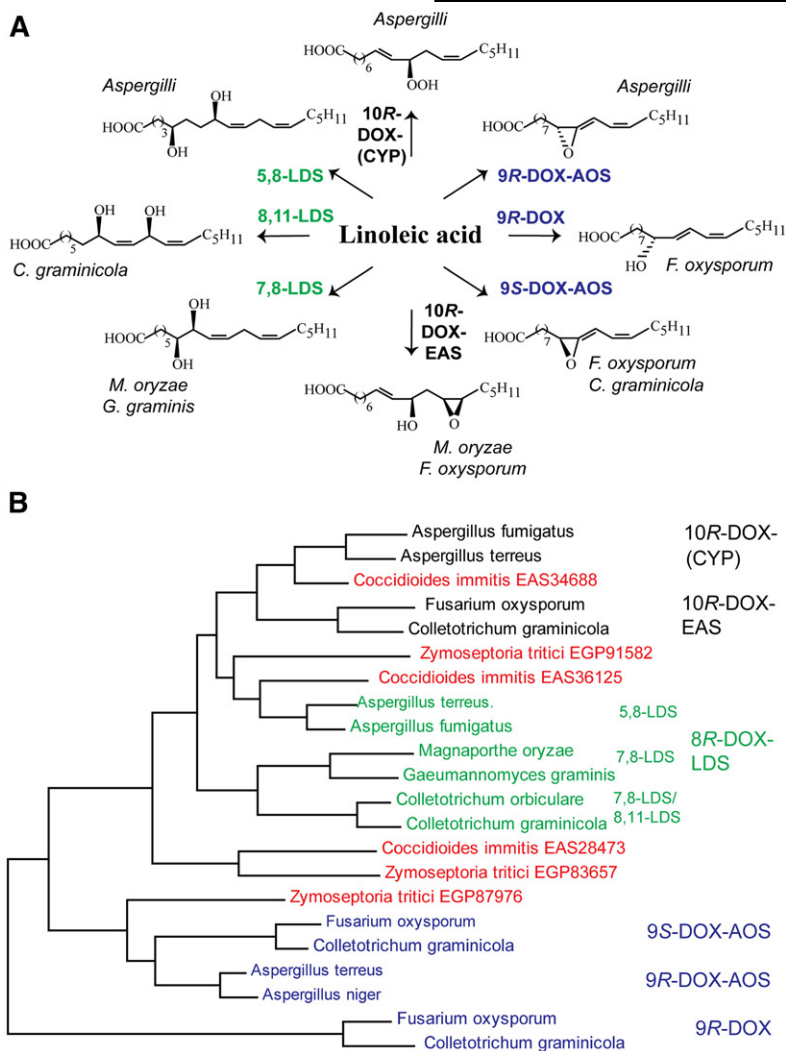 A
Aspergilli
HOOC
6
OOH
C5H11
Aspergilli
OH
HOOC
3
OH
C5H11
10R-
DOX-
(CYP)
Aspergilli
HOOC
7
O
C5H11
5,8-LDS
9R-DOX-AOS
OH OH
HOOC
5
C5H11
C. graminicola
8,11-LDS
Linoleic acid
9R-DOX
HOOC
7
HO
C5H11
F. oxysporum
7,8-LDS
9S-DOX-AOS
OH
HOOC
5
OH
C5H11
M. oryzae
G. graminis
10R-
DOX-
EAS
HOOC
7
O
C5H11
F. oxysporum
C. graminicola
HOOC
6
HO
O
C5H11
M. oryzae
F. oxysporum
B
Aspergillus fumigatus
Aspergillus terreus
10R-DOX-
(CYP)
Coccidioides immitis EAS34688
Fusarium oxysporum
Colletotrichum graminicola
10R-DOX-
EAS
Zymoseptoria tritici EGP91582
Coccidioides immitis EAS36125
Aspergillus terreus.
Aspergillus fumigatus
5,8-LDS
Magnaporthe oryzae
Gaeumannomyces graminis
7,8-LDS
8R-DOX-
LDS
Colletotrichum orbiculare
Colletotrichum graminicola
7,8-LDS/
8,11-LDS
Coccidioides immitis EAS28473
Zymoseptoria tritici EGP83657
Zymoseptoria tritici EGP87976
Fusarium oxysporum
Colletotrichum graminicola
9S-DOX-AOS
Aspergillus terreus
Aspergillus niger
9R-DOX-AOS
Fusarium oxysporum
Colletotrichum graminicola
9R-DOX